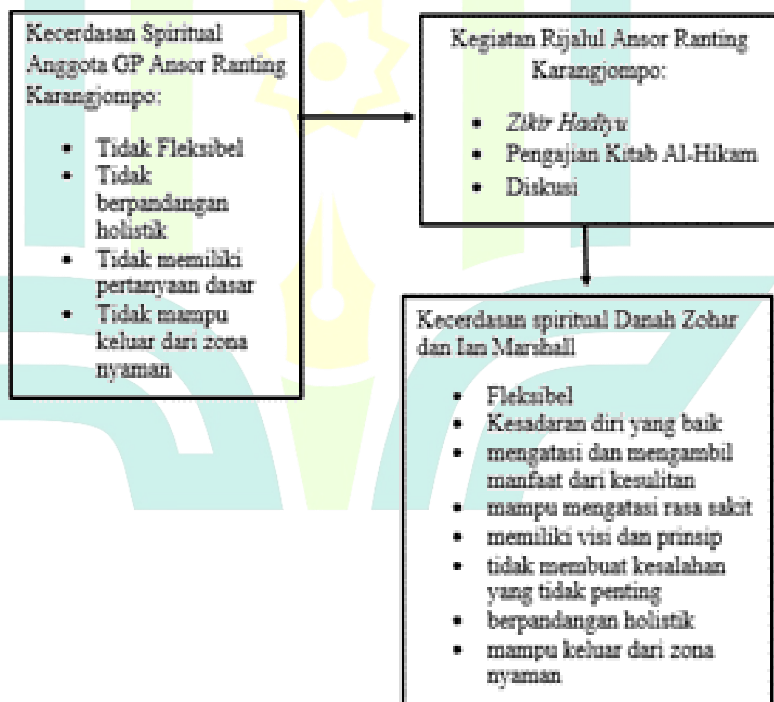 Kecerdasan Spiritual
Anggota GP Ansor Ranting
Karangjompo:
• Tidak Fleksibel
• Tidak
berpandangan
holistik
• Tidak memiliki
pertanyaan dasar
• Tidak mampu
keluar dari zona
nyaman
Kegiatan Rijalul Ansor Ranting
Karangjompo:
• Zikir
• Pengajian Kitab Al-Hikam
• Diskusi
Kecerdasan spiritual Danah Zohar
dan Ian Marshall
• Fleksibel
• Kesadaran diri yang baik
• mengatasi dan mengambil
manfaat dari kesulitan
• mampu mengatasi rasa sakit
• memiliki visi dan prinsip
• tidak membuat kesalahan
yang tidak penting
• berpandangan holistik
• mampu keluar dari zona
nyaman